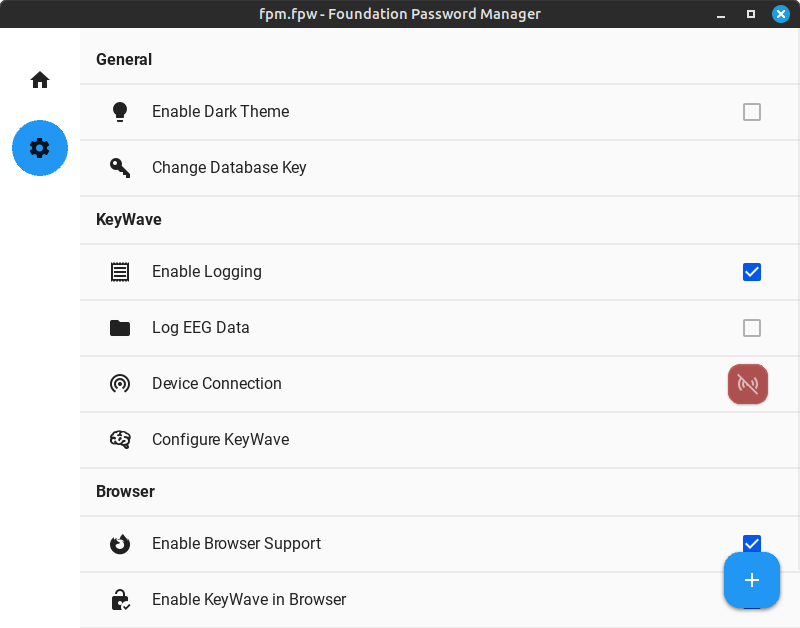 fpm.fpw - Foundation Password Manager
General
Enable Dark Theme
Change Database Key
KeyWave
Enable Logging
Log EEG Data
Device Connection
Configure KeyWave
Browser
Enable Browser Support
Enable KeyWave in Browser